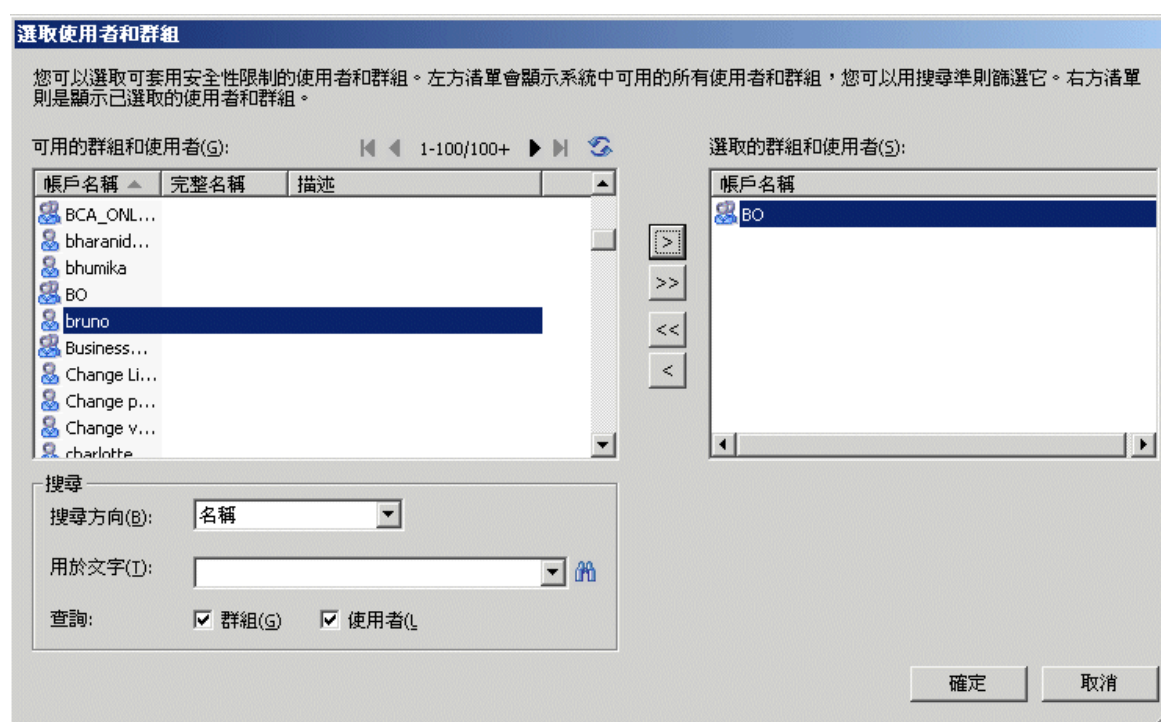 選取使用者和群組
您可以選取可套用安全性限制的使用者和群組。左方清單會顯示系統中可用的所有使用者和群組，您可以用搜尋準則篩選它。右方清單
則是顯示已選取的使用者和群組。
可用的群組和使用者(G): 1-100/100+ 選取的群組和使用者(S):
帳戶名稱 完整名稱 描述 帳戶名稱
BCA_ONL... BO
bharanid...
bhumika
BO
bruno
Business...
Change Li...
Change p...
Change v...
charlotte
>
>>
<<
<
搜尋
搜尋方向(B): 名稱
用於文字(T):
查詢: 群組(G) 使用者(L
確定 取消